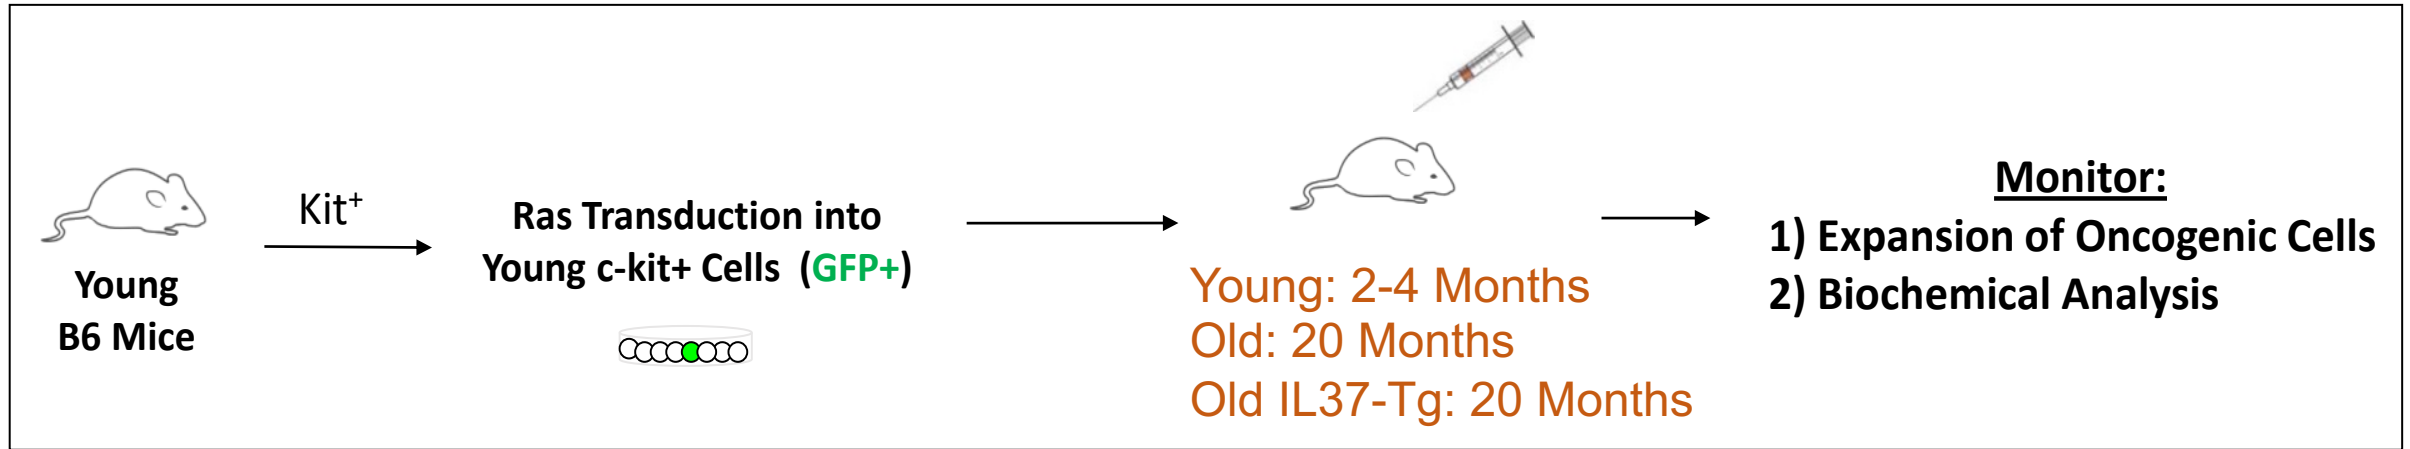 Young
B6 Mice
Kit⁺
Ras Transduction into
Young c-kit+ Cells (GFP+)
Young: 2-4 Months
Old: 20 Months
Old IL37-Tg: 20 Months
Monitor:
1) Expansion of Oncogenic Cells
2) Biochemical Analysis